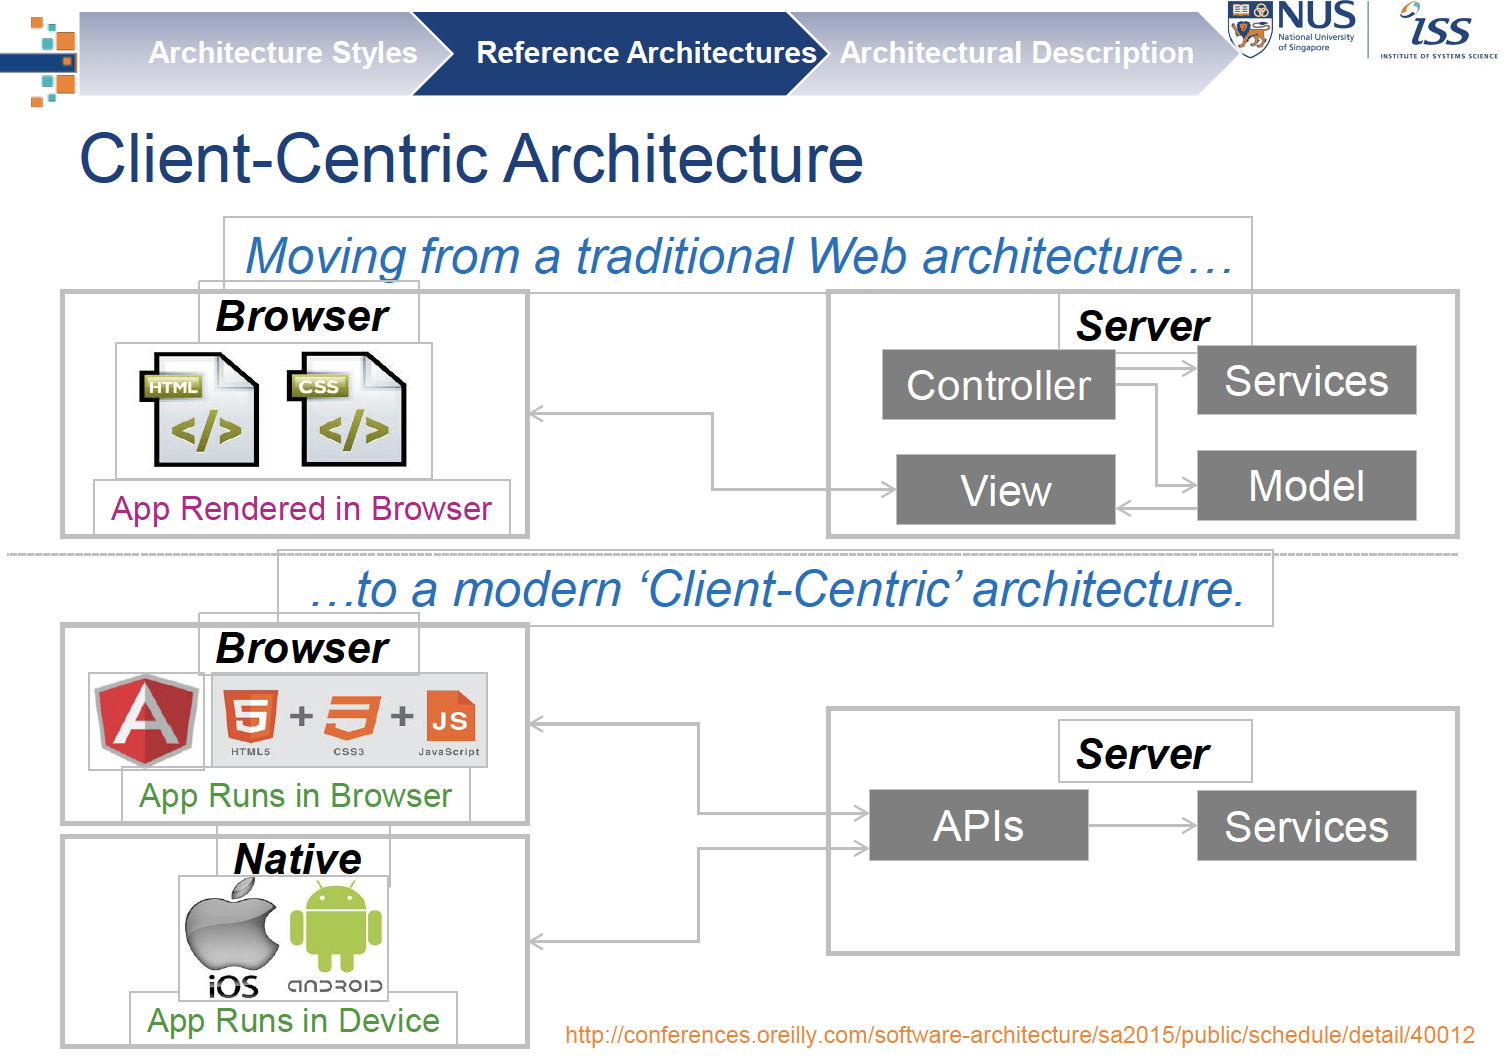 Architecture Styles
Reference Architectures
Architectural Description
NUS
National University
of Singapore
iss
INSTITUTE OF SYSTEMS SCIENCE
Client-Centric Architecture
Moving from a traditional Web architecture…
Browser
HTML
</>
CSS
</>
App Rendered in Browser
Server
Controller
Services
View
Model
…to a modern ‘Client-Centric’ architecture.
Browser
A
5
HTML5
+
3
CSS3
+
JS
JavaScript
App Runs in Browser
Native
iOS
ANDROID
App Runs in Device
Server
APIs
Services
http://conferences.oreilly.com/software-architecture/sa2015/public/schedule/detail/40012